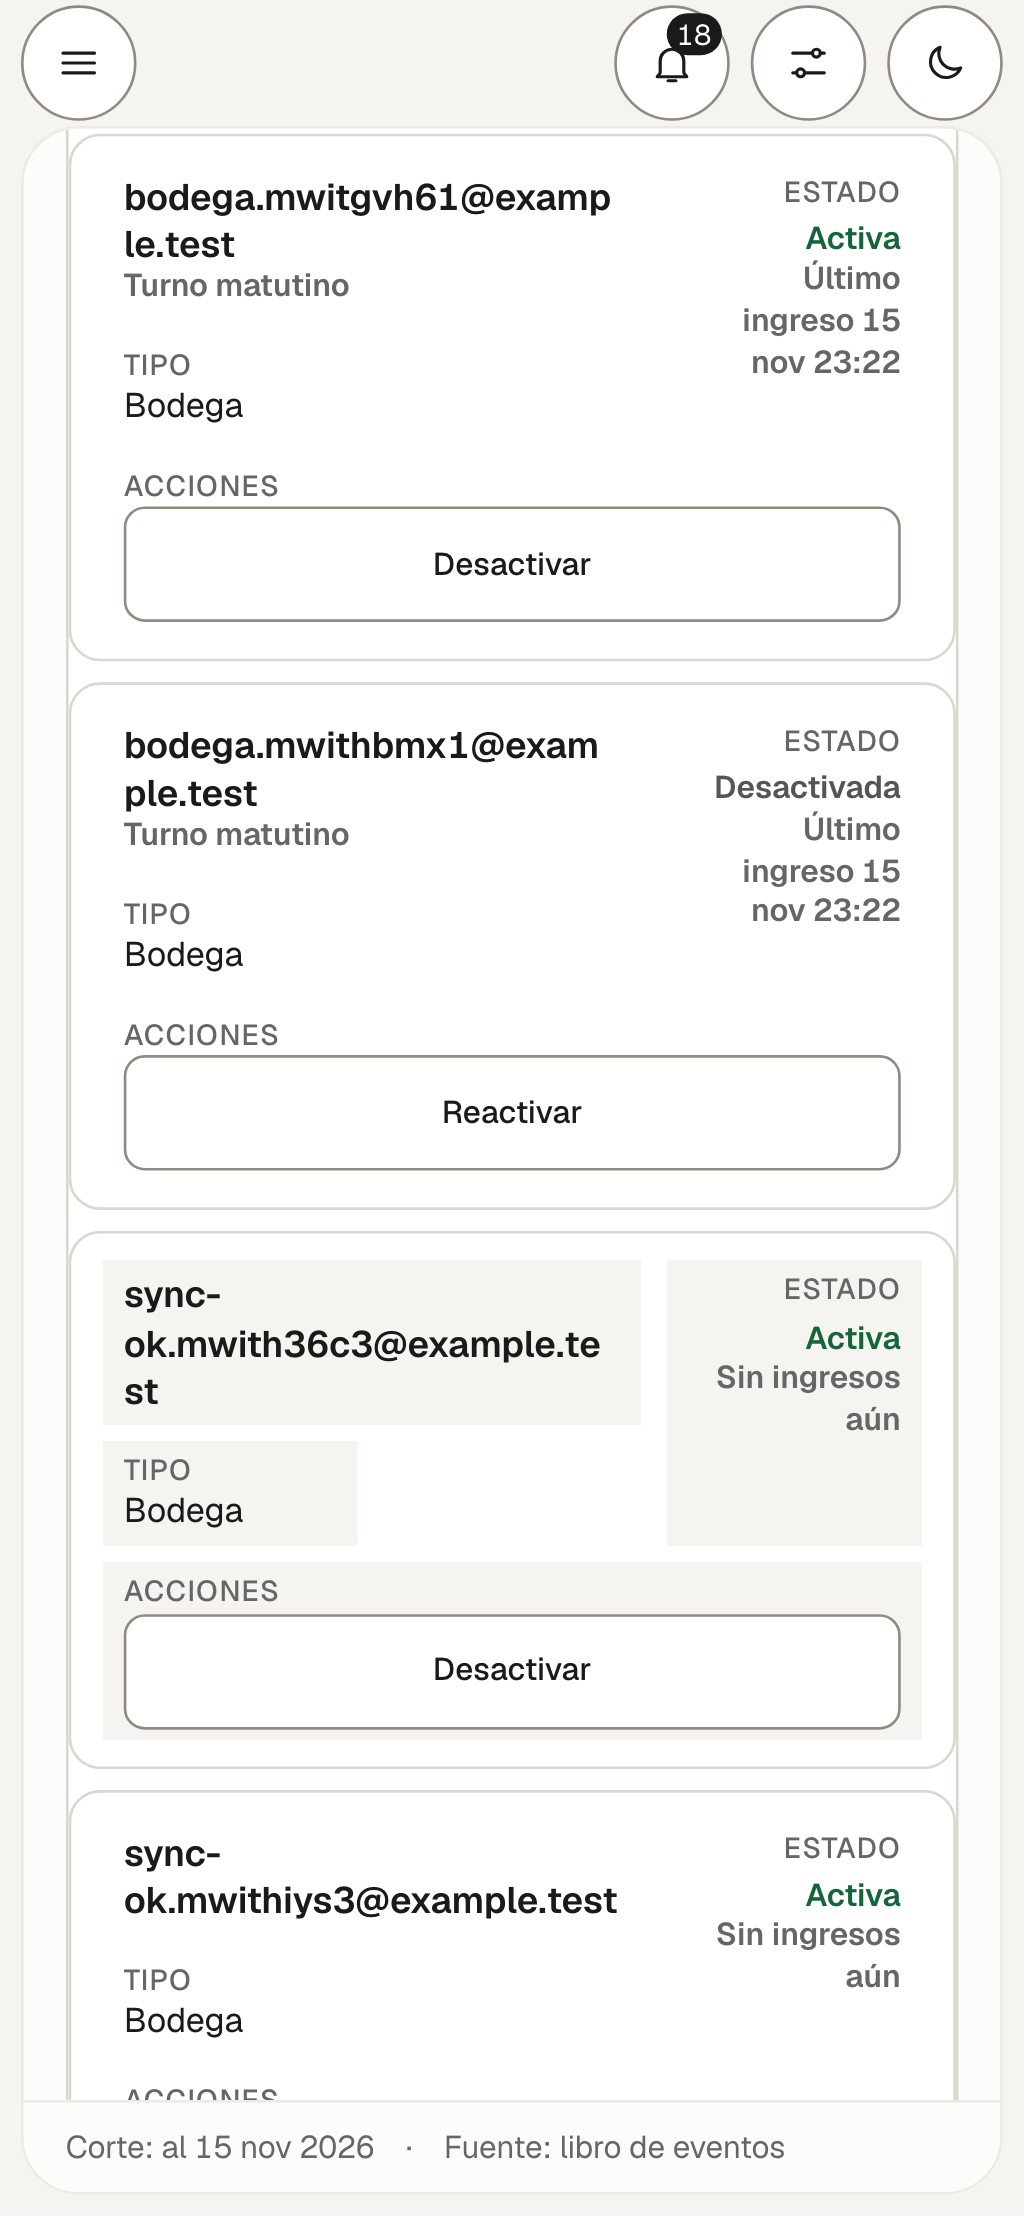 18
bodega.mwitgvh61@examp
le.test
Turno matutino
ESTADO
Activa
Último
ingreso 15
nov 23:22
TIPO
Bodega
ACCIONES
Desactivar
bodega.mwithbmx1@exam
ple.test
Turno matutino
ESTADO
Desactivada
Último
ingreso 15
nov 23:22
TIPO
Bodega
ACCIONES
Reactivar
sync-
ok.mwith36c3@example.te
st
ESTADO
Activa
Sin ingresos
aún
TIPO
Bodega
ACCIONES
Desactivar
sync-
ok.mwithiys3@example.test
ESTADO
Activa
Sin ingresos
aún
TIPO
Bodega
ACCIONES
Corte: al 15 nov 2026 · Fuente: libro de eventos